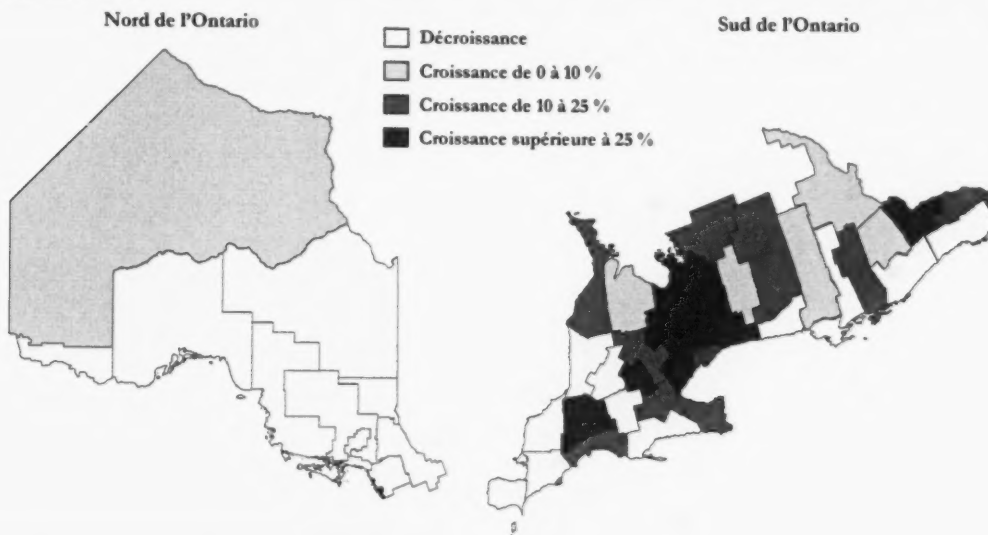 Nord de l'Ontario
Sud de l'Ontario
Décroissance
Croissance de 0 à 10 %
Croissance de 10 à 25 %
Croissance supérieure à 25 %